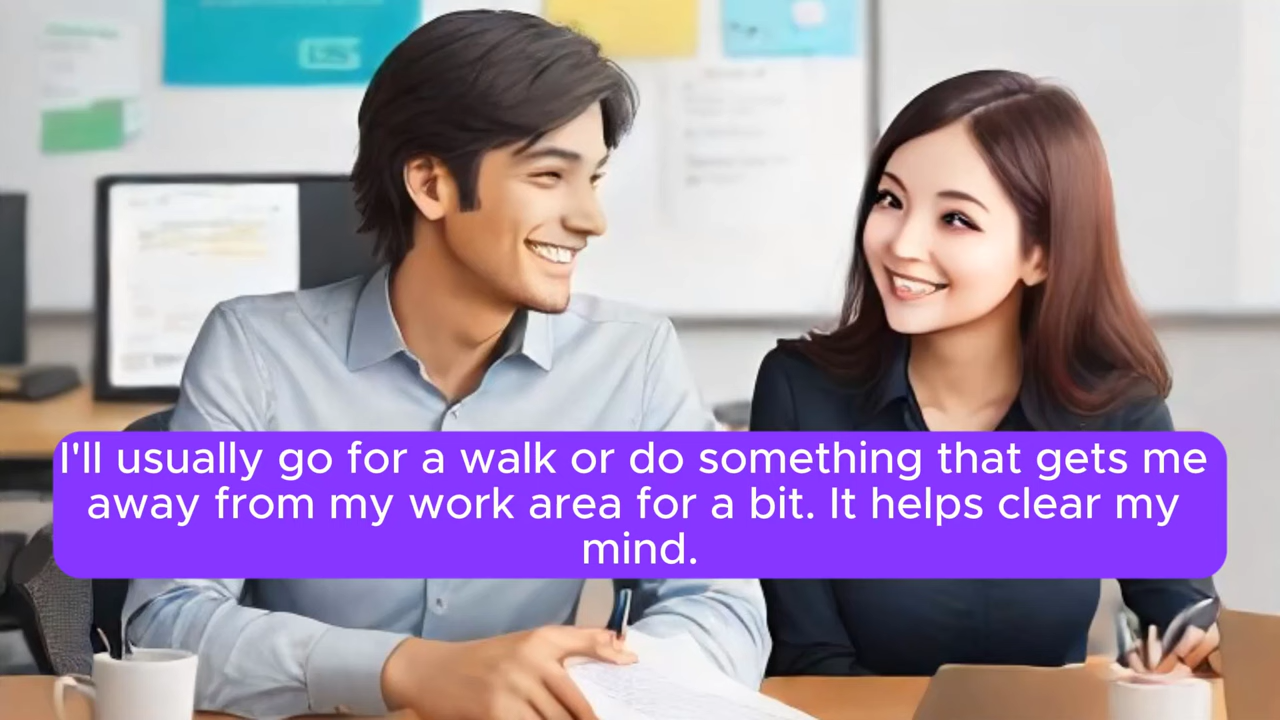 I'll usually go for a walk or do something that gets me
away from my work area for a bit. It helps clear my
mind.